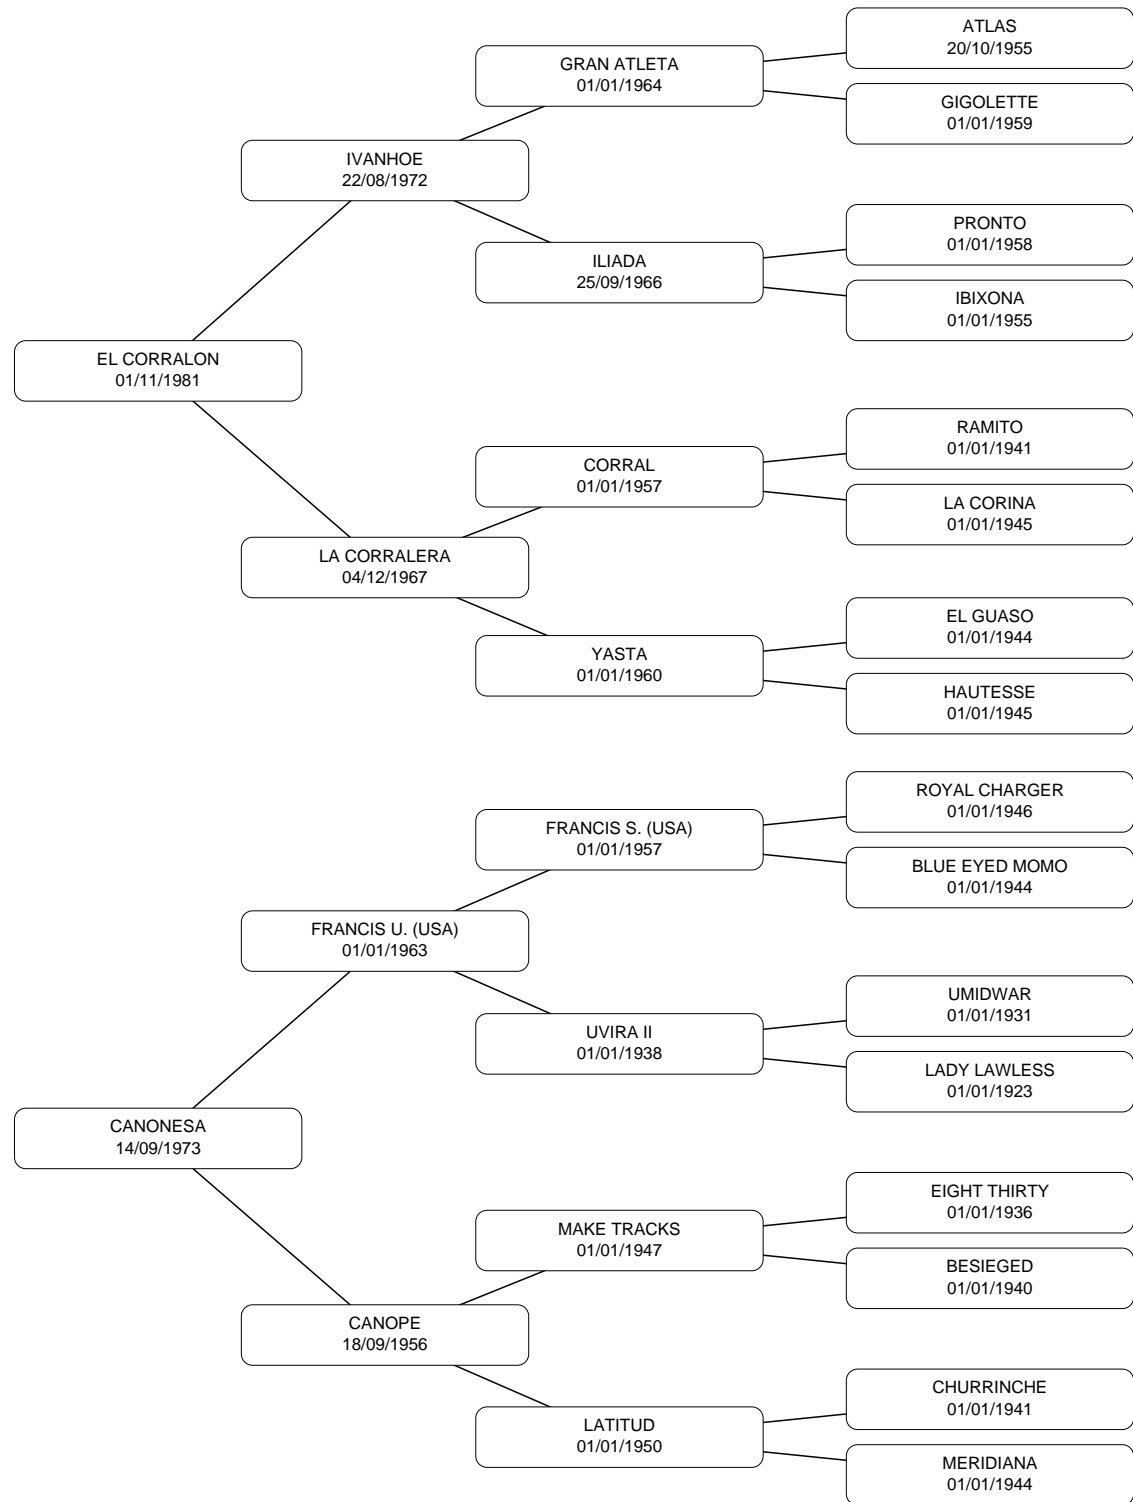 ATLAS
20/10/1955
GRAN ATLETA
01/01/1964
GIGOLETTE
01/01/1959
IVANHOE
22/08/1972
PRONTO
01/01/1958
ILIADA
25/09/1966
IBIXONA
01/01/1955
EL CORRALON
01/11/1981
RAMITO
01/01/1941
CORRAL
01/01/1957
LA CORINA
01/01/1945
LA CORRALERA
04/12/1967
EL GUASO
01/01/1944
YASTA
01/01/1960
HAUTESSE
01/01/1945
ROYAL CHARGER
01/01/1946
FRANCIS S. (USA)
01/01/1957
BLUE EYED MOMO
01/01/1944
FRANCIS U. (USA)
01/01/1963
UMIDWAR
01/01/1931
UVIRA II
01/01/1938
LADY LAWLESS
01/01/1923
CANONESA
14/09/1973
EIGHT THIRTY
01/01/1936
MAKE TRACKS
01/01/1947
BESIEGED
01/01/1940
CANOPE
18/09/1956
CHURRINCHE
01/01/1941
LATITUD
01/01/1950
MERIDIANA
01/01/1944